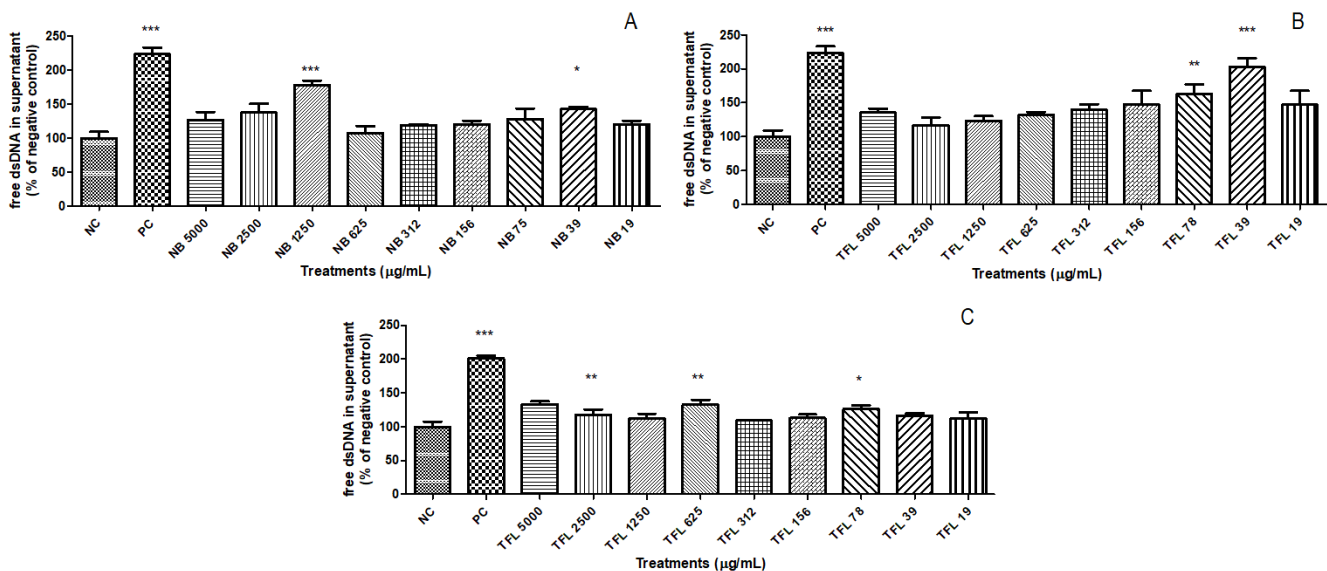 A
free dsDNA in supernatant
(% of negative control)
250
200
150
100
50
0
***
***
*
NC
PC
NB 5000
NB 2500
NB 1250
NB 625
NB 312
NB 156
NB 75
NB 39
NB 19
Treatments (µg/mL)
B
free dsDNA in supernatant
(% of negative control)
250
200
150
100
50
0
***
**
***
NC
PC
TFL 5000
TFL 2500
TFL 1250
TFL 625
TFL 312
TFL 156
TFL 78
TFL 39
TFL 19
Treatments (µg/mL)
C
free dsDNA in supernatant
(% of negative control)
250
200
150
100
50
0
***
**
**
*
NC
PC
TFL 5000
TFL 2500
TFL 1250
TFL 625
TFL 312
TFL 156
TFL 78
TFL 39
TFL 19
Treatments (µg/mL)